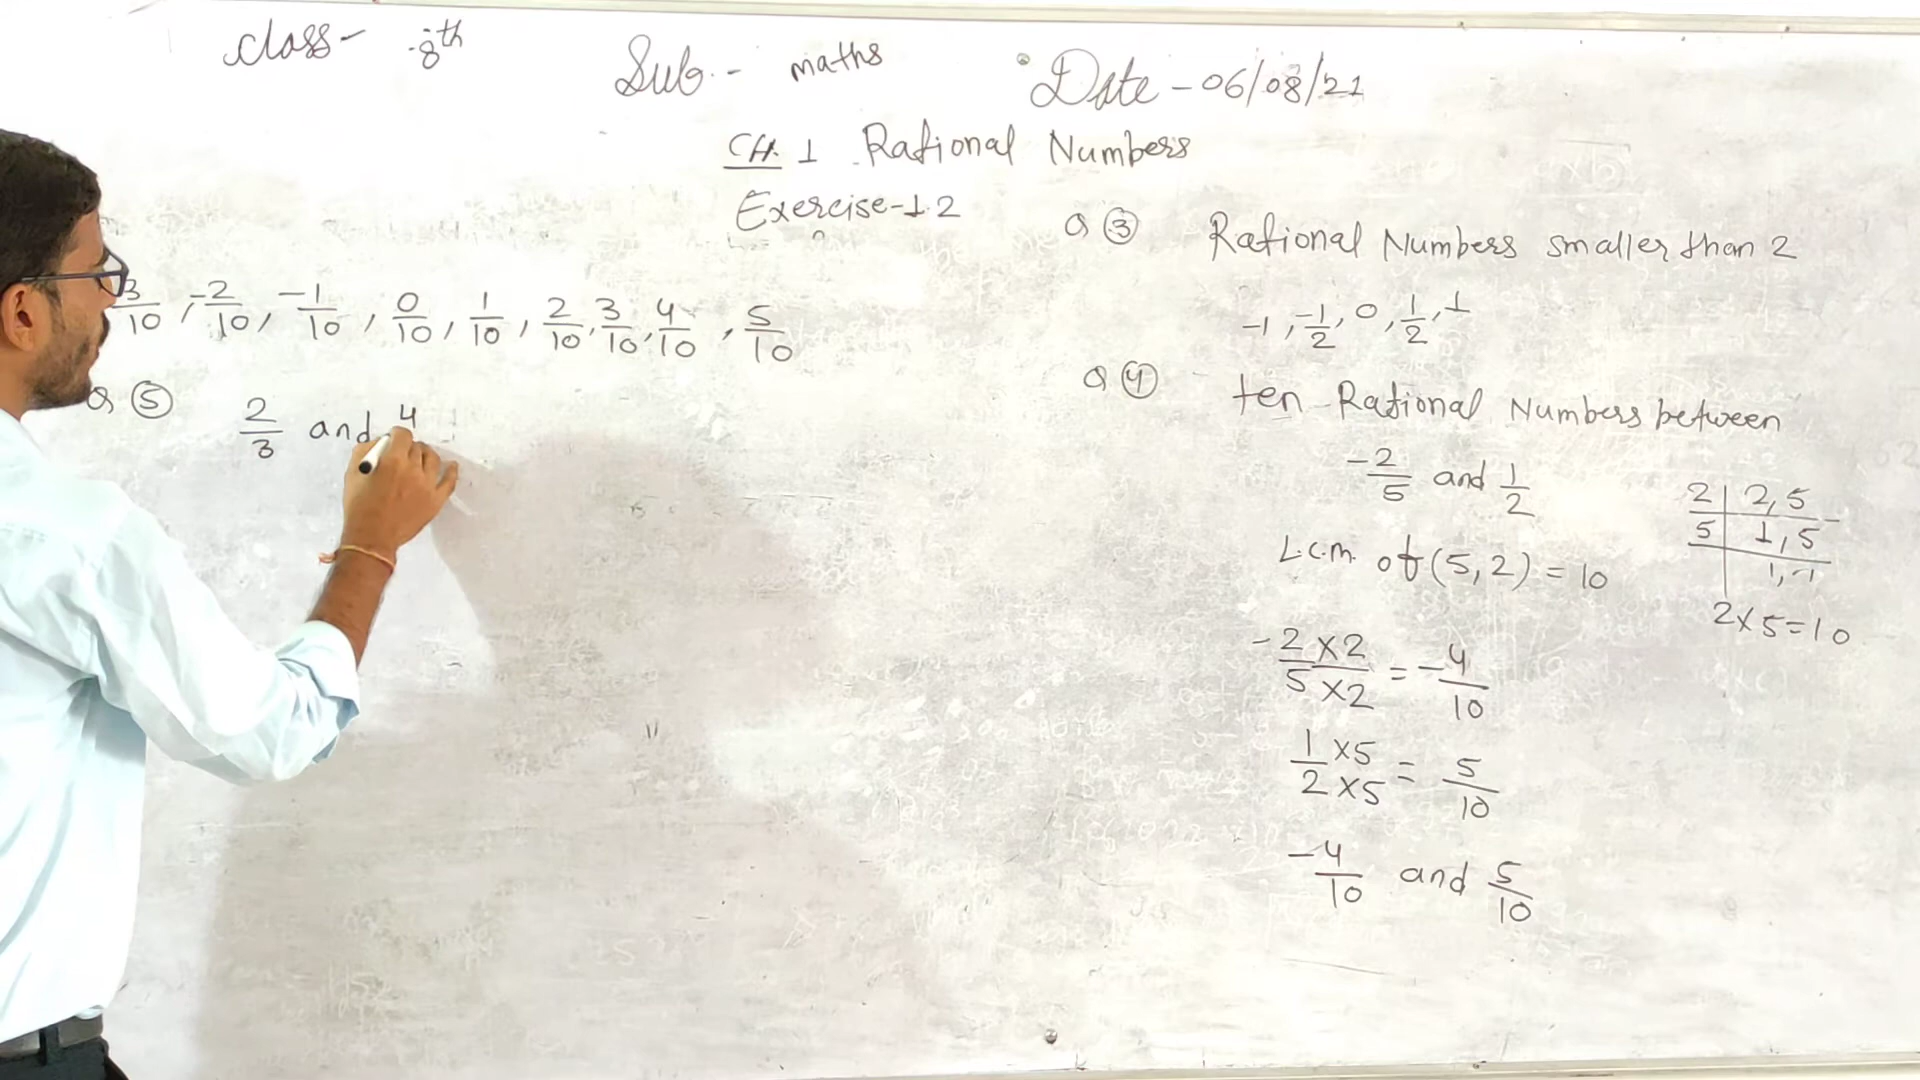 class- 8th Sub.- maths Date-06/08/21
CH. 1 Rational Numbers
Exercise-1.2
3/10, -2/10, -1/10, 0/10, 1/10, 2/10, 3/10, 4/10, 5/10
Q ⑤ 2/3 and 4
Q ③ Rational Numbers smaller than 2
-1, -1/2, 0, 1/2, 1
Q ④ ten Rational Numbers between
-2/5 and 1/2
L.C.M. of (5,2) = 10
-2×2/5×2 = -4/10
1×5/2×5 = 5/10
-4/10 and 5/10
2 | 2,5
5 | 1,5
1,1
2×5=10